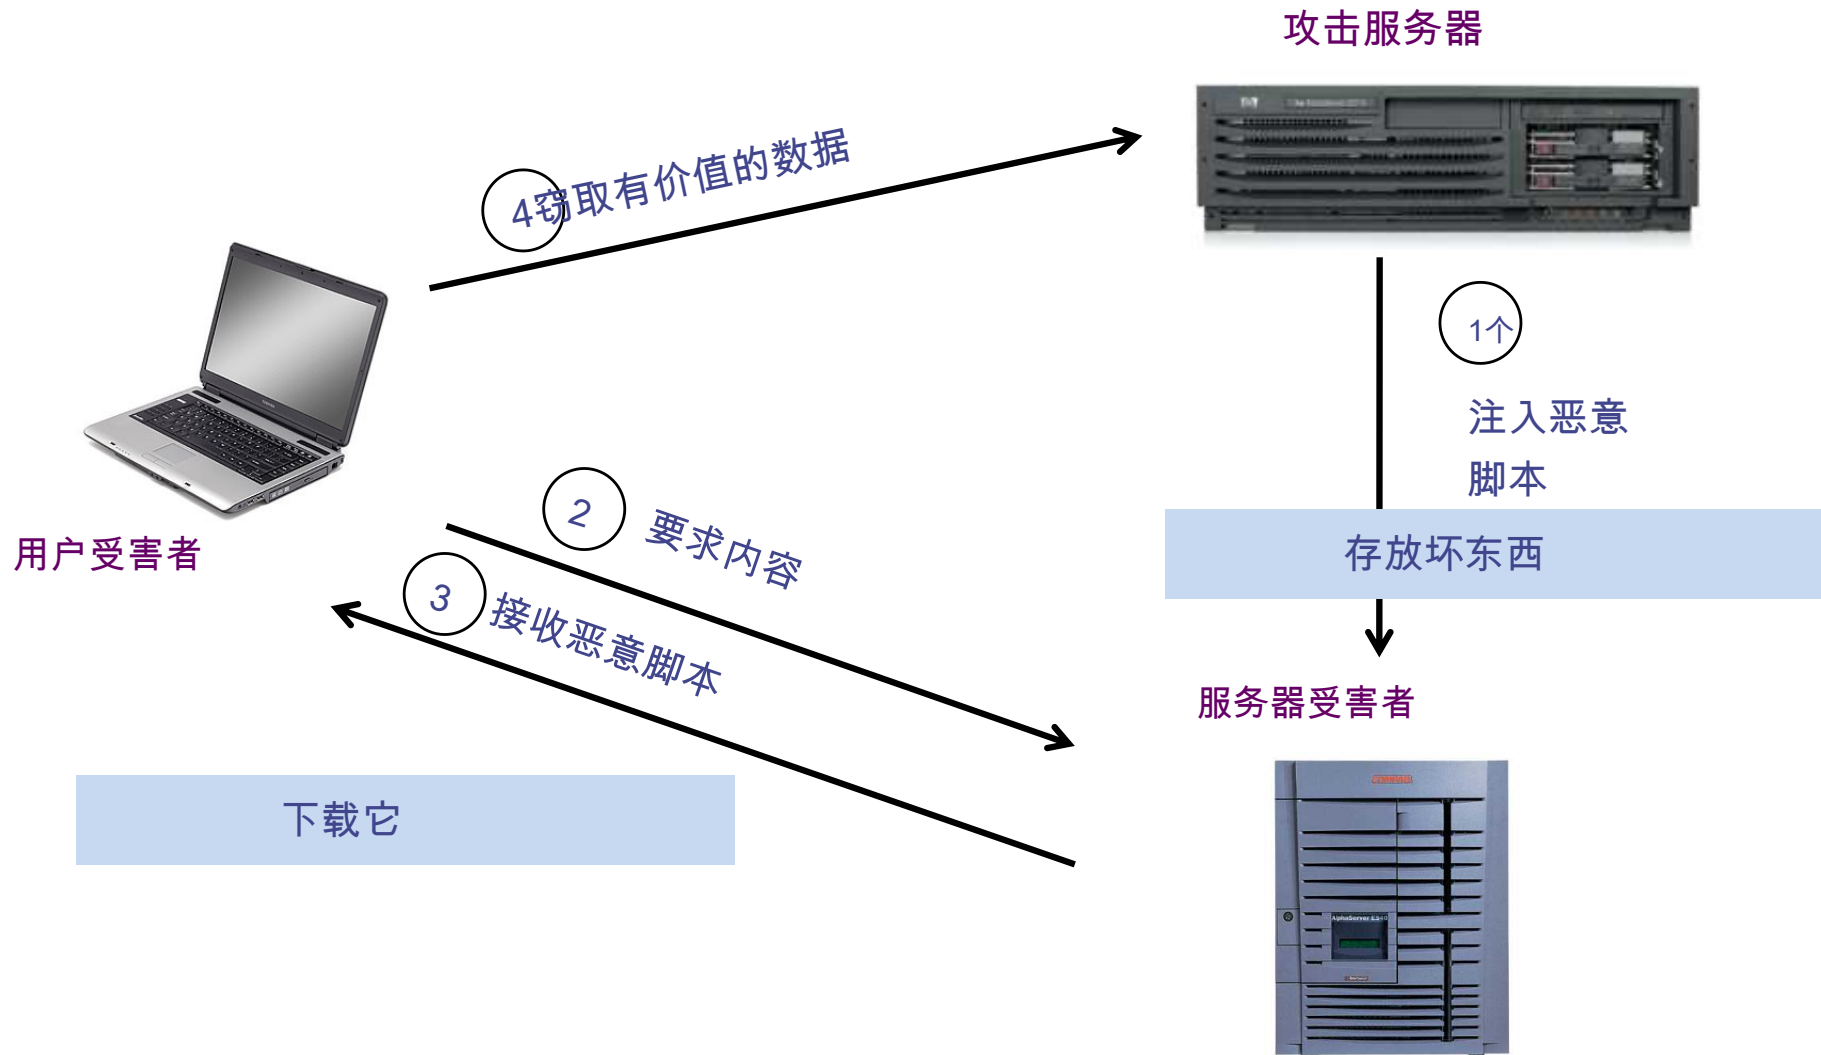 攻击服务器
4窃取有价值的数据
1个
注入恶意
脚本
存放坏东西
用户受害者
2 要求内容
3 接收恶意脚本
服务器受害者
下载它
AlphaServer ES40